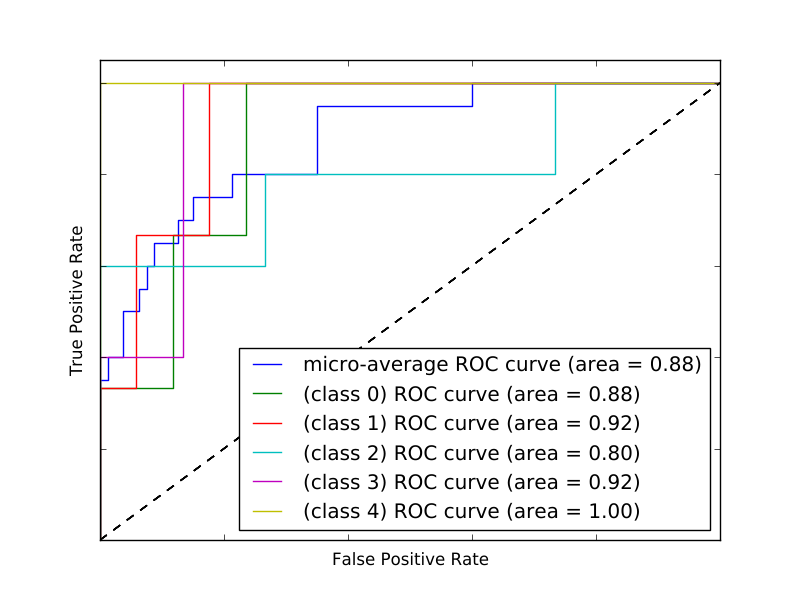 True Positive Rate
micro-average ROC curve (area = 0.88)
(class 0) ROC curve (area = 0.88)
(class 1) ROC curve (area = 0.92)
(class 2) ROC curve (area = 0.80)
(class 3) ROC curve (area = 0.92)
(class 4) ROC curve (area = 1.00)
False Positive Rate